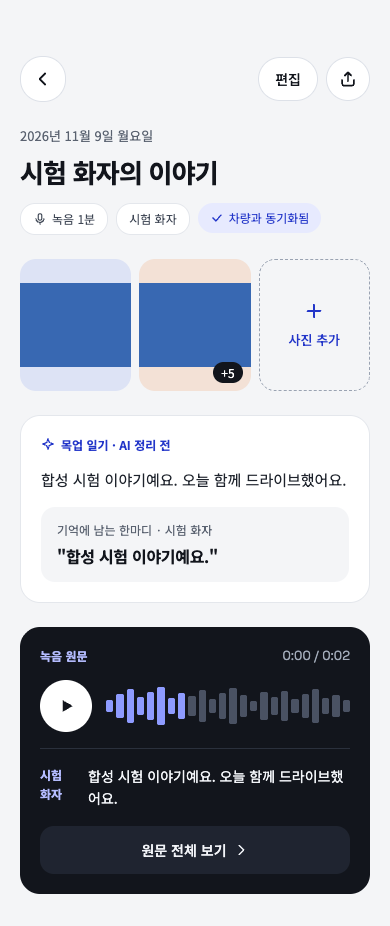 편집
2026년 11월 9일 월요일
시험 화자의 이야기
녹음 1분
시험 화자
차량과 동기화됨
+5
사진 추가
목업 일기 · AI 정리 전
합성 시험 이야기예요. 오늘 함께 드라이브했어요.
기억에 남는 한마디 · 시험 화자
"합성 시험 이야기예요."
녹음 원문
0:00 / 0:02
시험
화자
합성 시험 이야기예요. 오늘 함께 드라이브했
어요.
원문 전체 보기